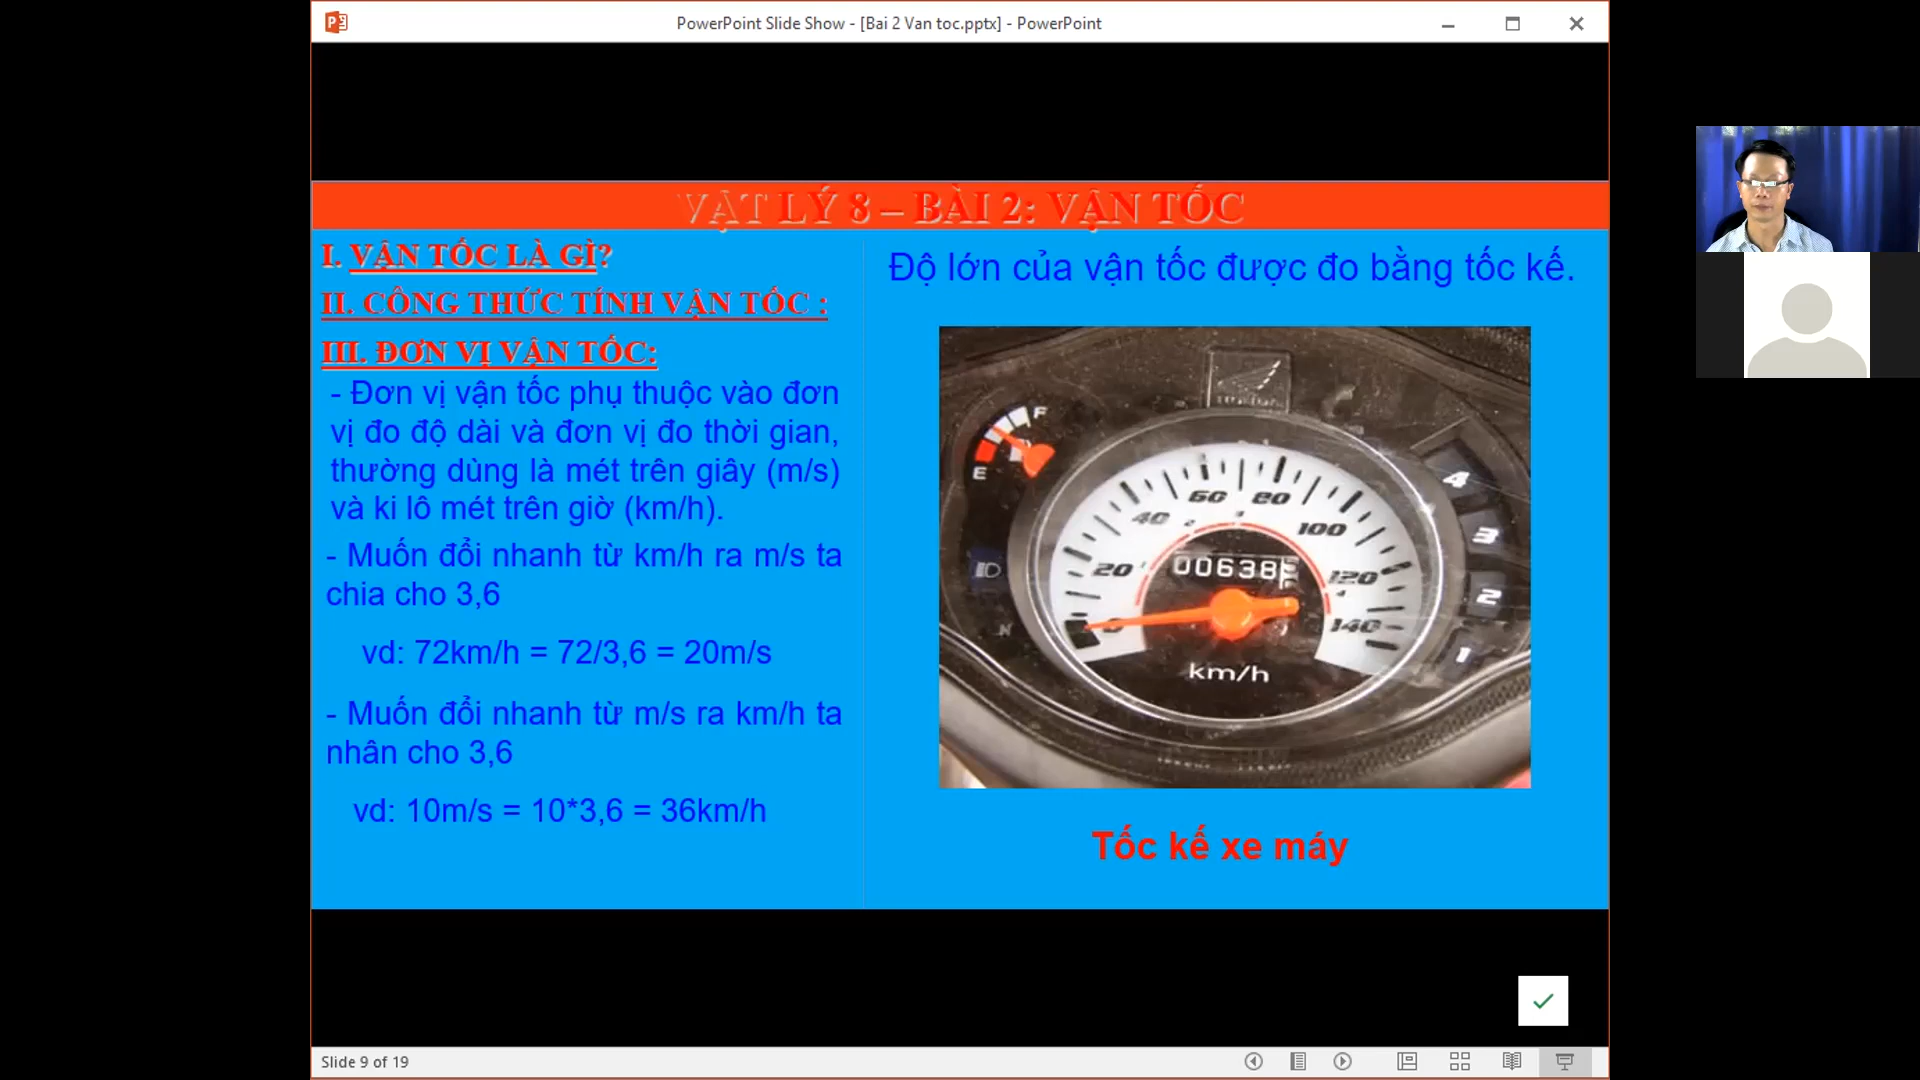 PowerPoint Slide Show - [Bai 2 Van toc.pptx] - PowerPoint
VẬT LÝ 8 – BÀI 2: VẬN TỐC
I. VẬN TỐC LÀ GÌ?
II. CÔNG THỨC TÍNH VẬN TỐC :
III. ĐƠN VỊ VẬN TỐC:
- Đơn vị vận tốc phụ thuộc vào đơn
vị đo độ dài và đơn vị đo thời gian,
thường dùng là mét trên giây (m/s)
và ki lô mét trên giờ (km/h).
- Muốn đổi nhanh từ km/h ra m/s ta
chia cho 3,6
vd: 72km/h = 72/3,6 = 20m/s
- Muốn đổi nhanh từ m/s ra km/h ta
nhân cho 3,6
vd: 10m/s = 10*3,6 = 36km/h
Độ lớn của vận tốc được đo bằng tốc kế.
F
E
N
0
20
40
60
80
100
120
140
00638
km/h
4
3
2
1
Tốc kế xe máy
Slide 9 of 19